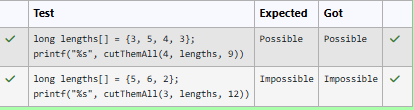 Test Expected Got
long lengths[] = {3, 5, 4, 3}; Possible Possible
printf("%s", cutThemAll(4, lengths, 9))
long lengths[] = {5, 6, 2}; Impossible Impossible
printf("%s", cutThemAll(3, lengths, 12))